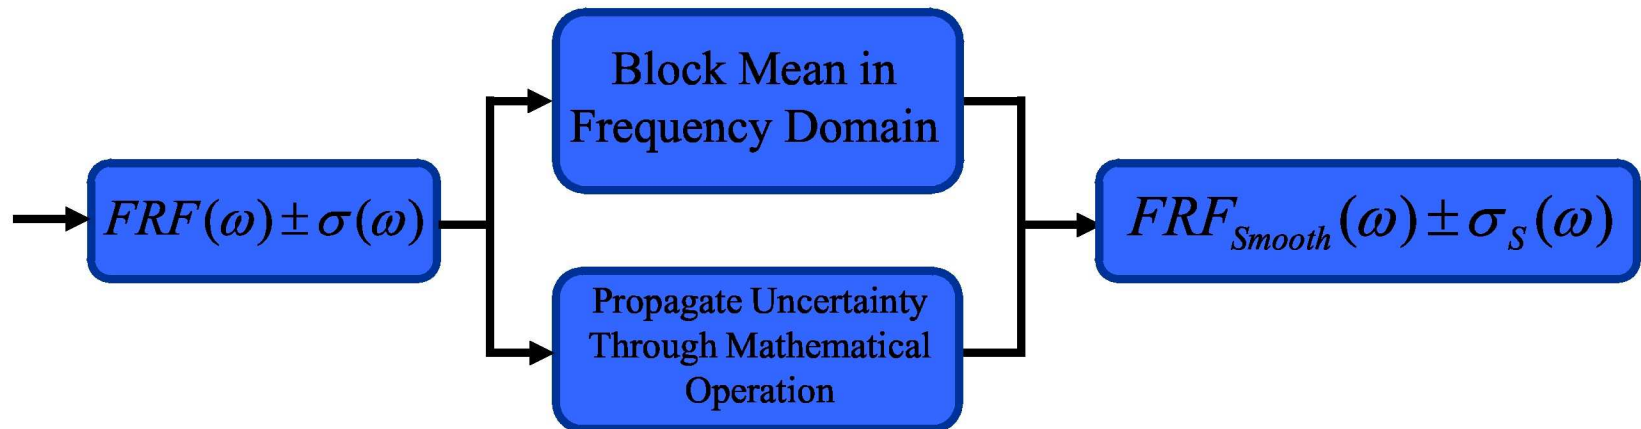 FRF(ω)±σ(ω)
Block Mean in
Frequency Domain
Propagate Uncertainty
Through Mathematical
Operation
FRF_Smooth(ω)±σ_S(ω)